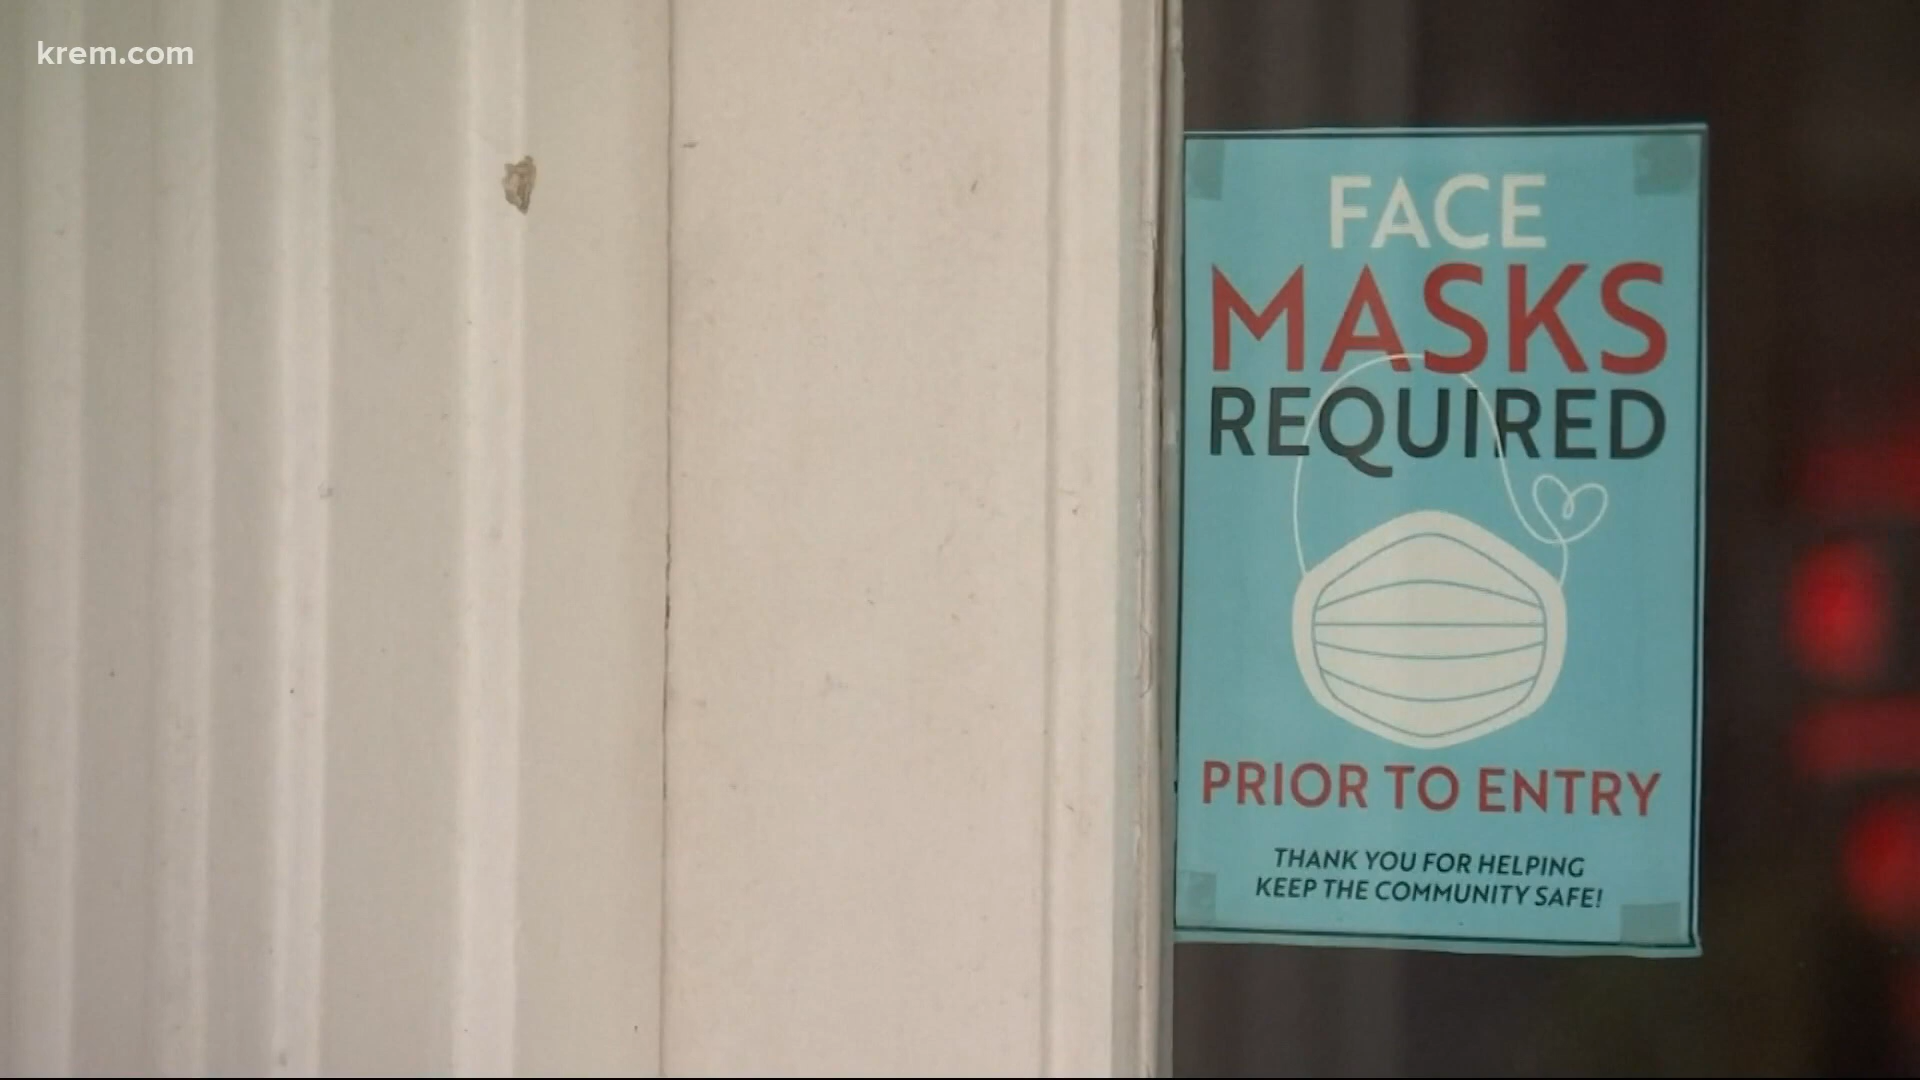 krem.com
FACE
MASKS
REQUIRED
PRIOR TO ENTRY
THANK YOU FOR HELPING
KEEP THE COMMUNITY SAFE!